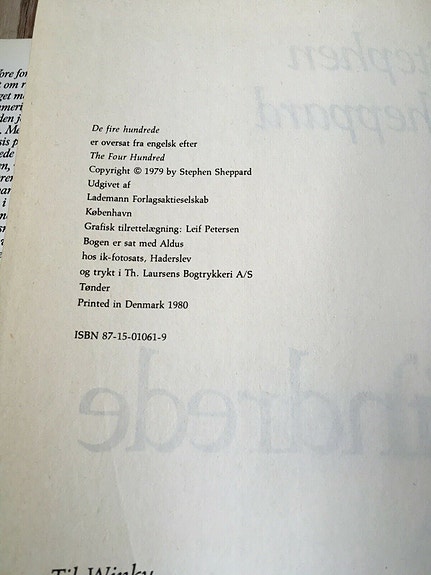 De fire hundrede
er oversat fra engelsk efter
The Four Hundred
Copyright © 1979 by Stephen Sheppard
Udgivet af
Lademann Forlagsaktieselskab
København
Grafisk tilrettelægning: Leif Petersen
Bogen er sat med Aldus
hos ik-fotosats, Haderslev
og trykt i Th. Laursens Bogtrykkeri A/S
Tønder
Printed in Denmark 1980
ISBN 87-15-01061-9
Til Winky